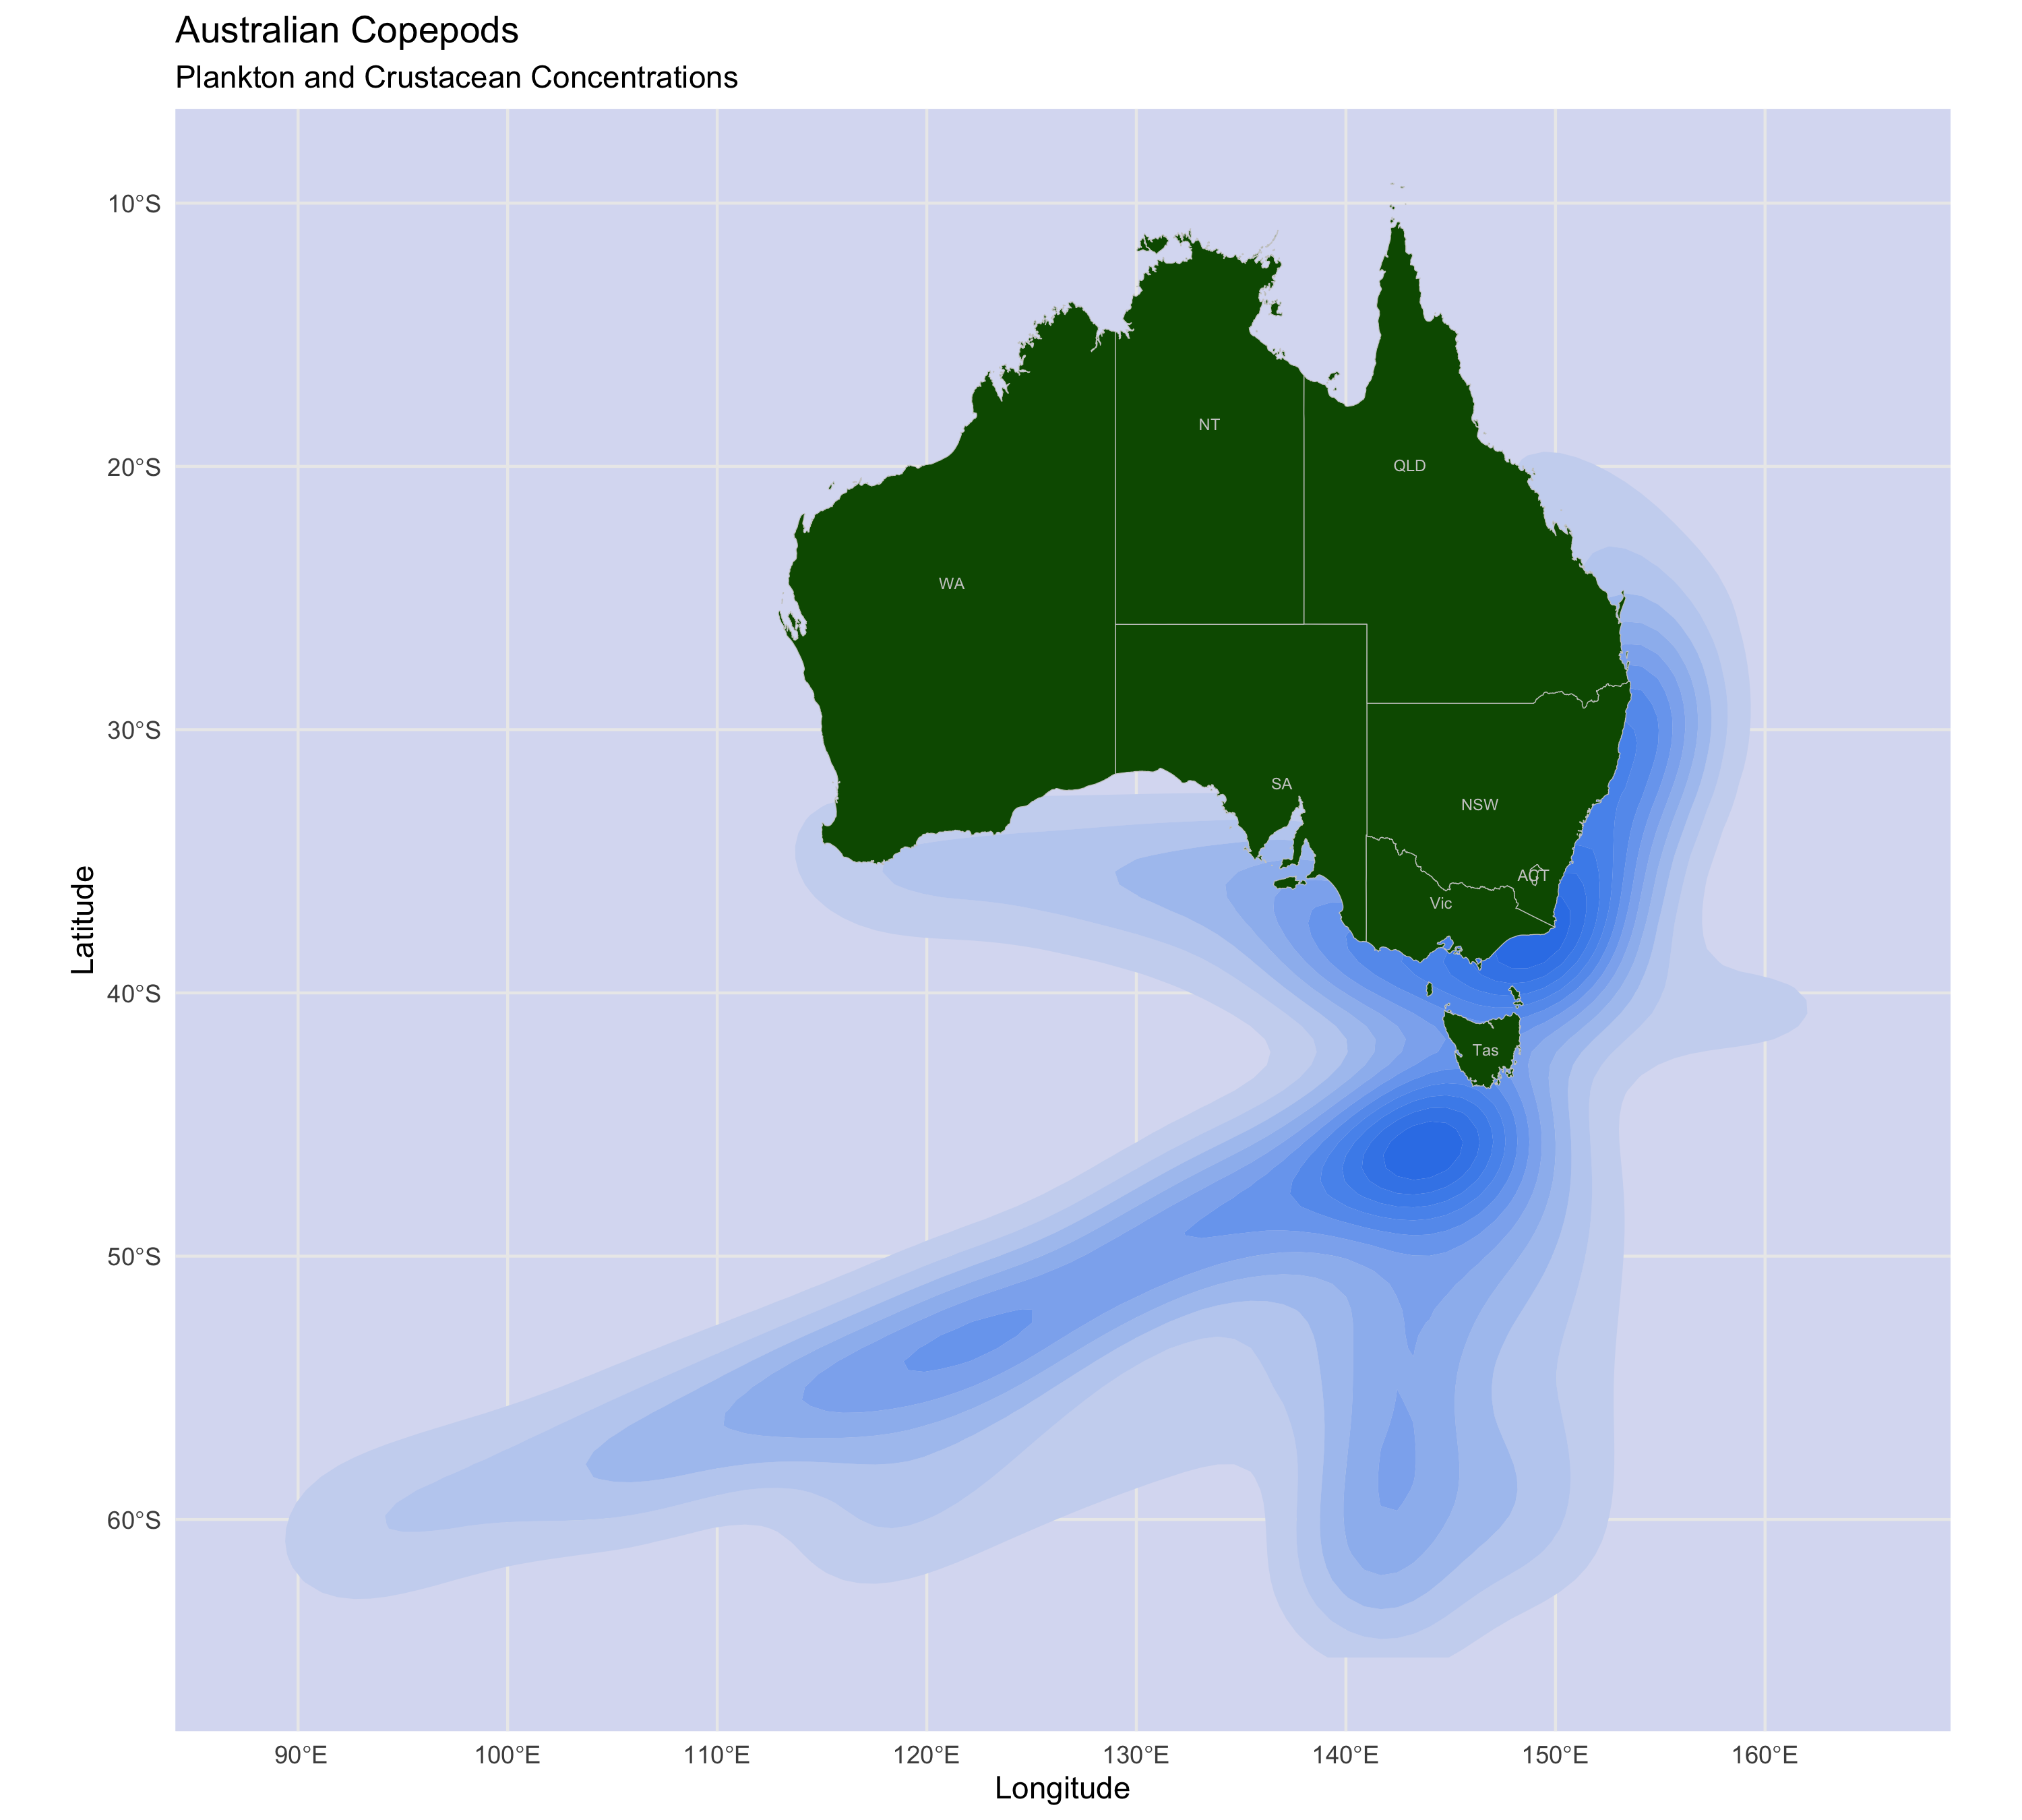 Australian Copepods
Plankton and Crustacean Concentrations
10°S
20°S
30°S
40°S
50°S
60°S
Latitude
NT
QLD
WA
SA
NSW
ACT
Vic
Tas
90°E 100°E 110°E 120°E 130°E 140°E 150°E 160°E
Longitude